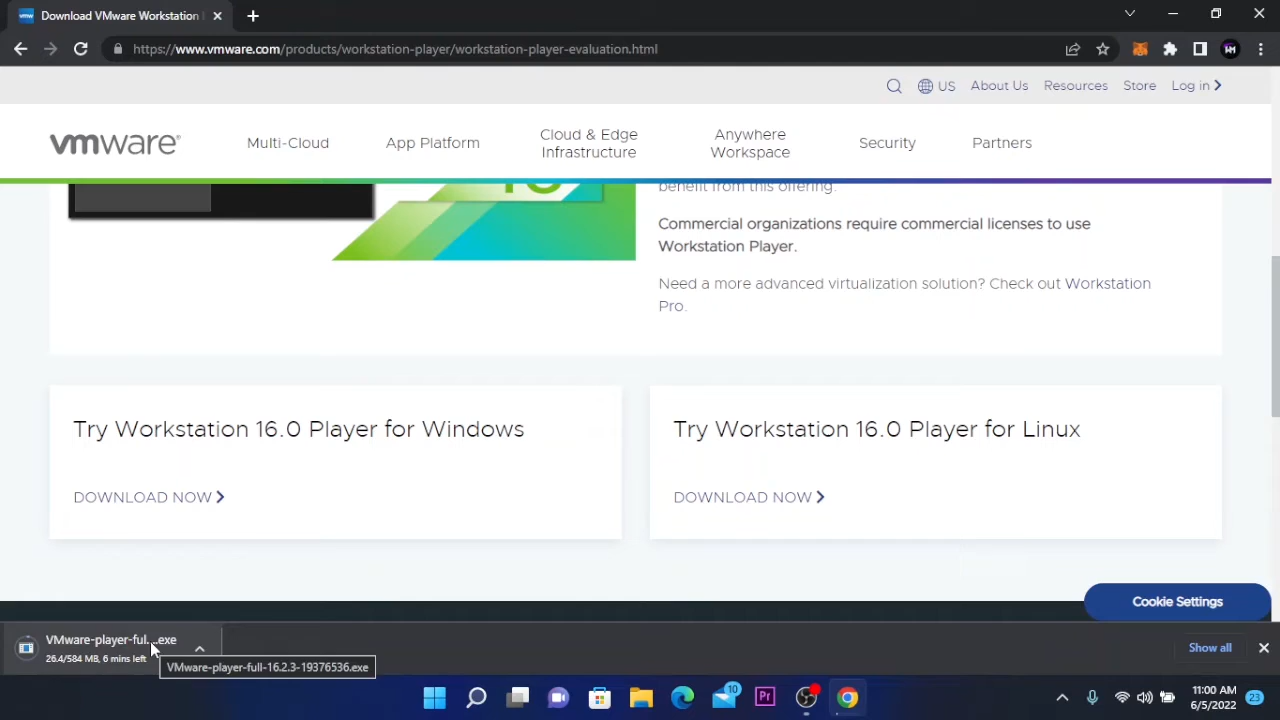 Download VMware Workstation
https://www.vmware.com/products/workstation-player/workstation-player-evaluation.html
US
About Us
Resources
Store
Log in
vmware®
Multi-Cloud
App Platform
Cloud & Edge
Infrastructure
Anywhere
Workspace
Security
Partners
benefit from this offering.
Commercial organizations require commercial licenses to use
Workstation Player.
Need a more advanced virtualization solution? Check out Workstation
Pro.
Try Workstation 16.0 Player for Windows
DOWNLOAD NOW
Try Workstation 16.0 Player for Linux
DOWNLOAD NOW
Cookie Settings
VMware-player-ful....exe
26.4/584 MB, 6 mins left
VMware-player-full-16.2.3-19376536.exe
Show all
10
Pr
11:00 AM
6/5/2022
23